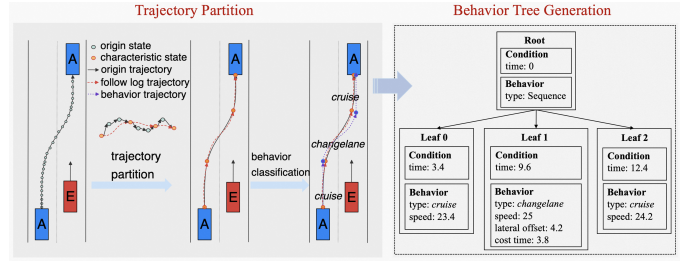 Trajectory Partition
Behavior Tree Generation
A
origin state
characteristic state
origin trajectory
follow log trajectory
behavior trajectory
trajectory
partition
E
A
A
behavior
classification
E
A
A
cruise
changelane
cruise
E
A
Root
Condition
time: 0
Behavior
type: Sequence
Leaf 0
Condition
time: 3.4
Behavior
type: cruise
speed: 23.4
Leaf 1
Condition
time: 9.6
Behavior
type: changelane
speed: 25
lateral offset: 4.2
cost time: 3.8
Leaf 2
Condition
time: 12.4
Behavior
type: cruise
speed: 24.2